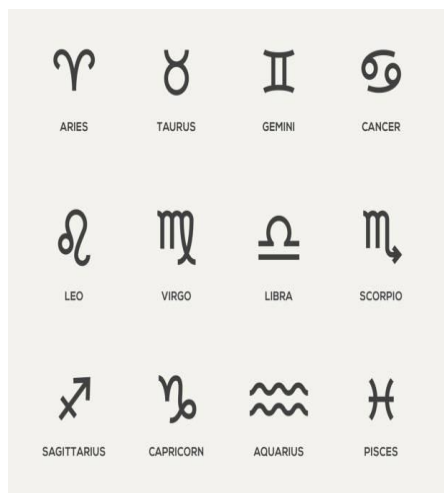 ARIES TAURUS GEMINI CANCER
LEO VIRGO LIBRA SCORPIO
SAGITTARIUS CAPRICORN AQUARIUS PISCES